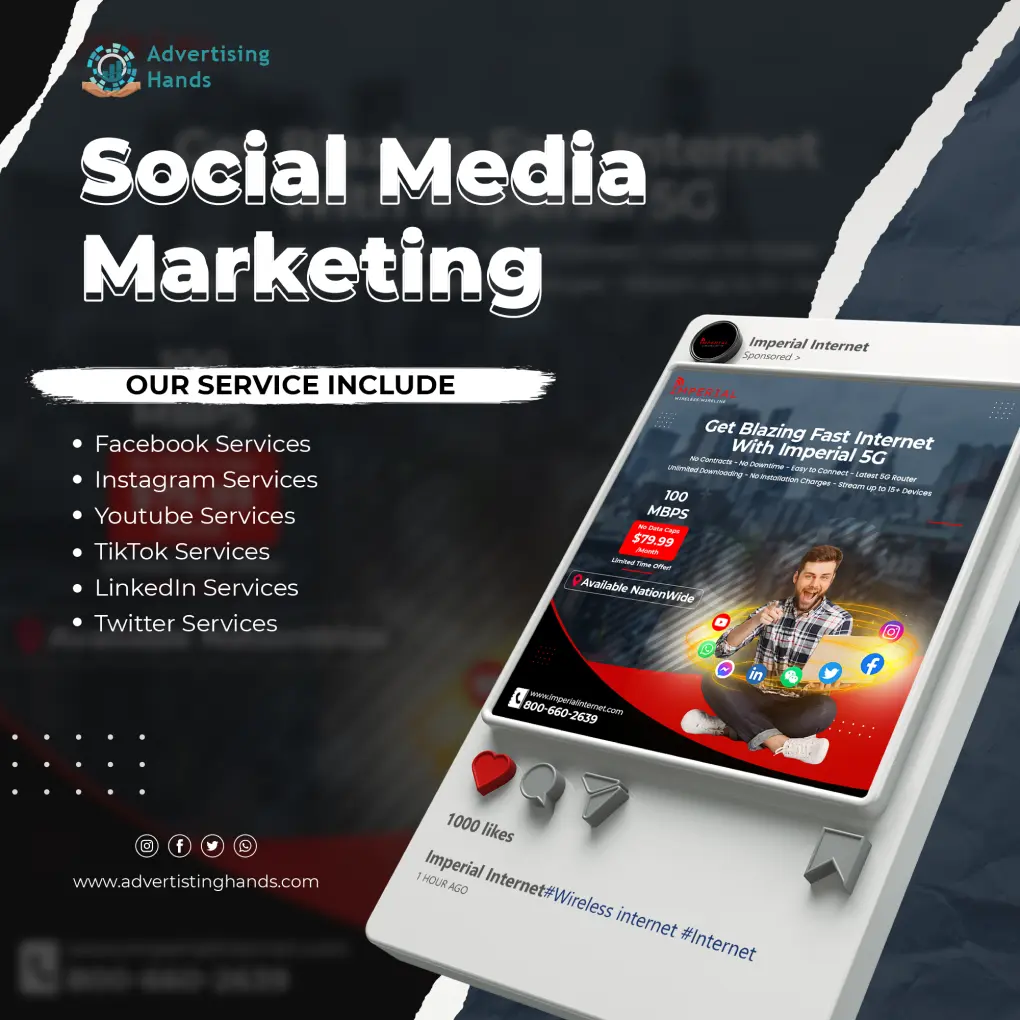 Advertising
Hands
Social Media
Marketing
OUR SERVICE INCLUDE
Facebook Services
Instagram Services
Youtube Services
TikTok Services
LinkedIn Services
Twitter Services
www.advertistinghands.com
Imperial Internet
Sponsored >
IMPERIAL
WIRELESS WIRELINK
Get Blazing Fast Internet
With Imperial 5G
No Contracts - No Downtime - Easy to Connect - Latest 5G Router
Unlimited Downloading - No Installation Charges - Stream up to 15+ Devices
100
MBPS
No Data Caps
$79.99
/Month
Limited Time Offer!
Available NationWide
www.imperialinternet.com
800-660-2639
1000 likes
Imperial Internet#Wireless internet #Internet
1 HOUR AGO